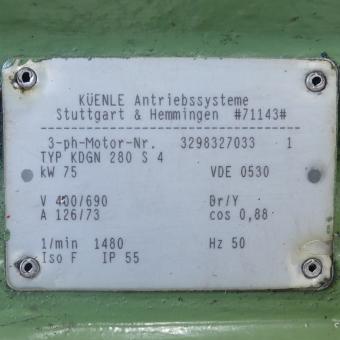 KÜENLE Antriebssysteme
Stuttgart & Hemmingen #71143#
3-ph-Motor-Nr. 3298327033 1
TYP KDGN 280 S 4
kW 75 VDE 0530
V 400/690 Dr/Y
A 126/73 cos 0,88
1/min 1480 Hz 50
Iso F IP 55